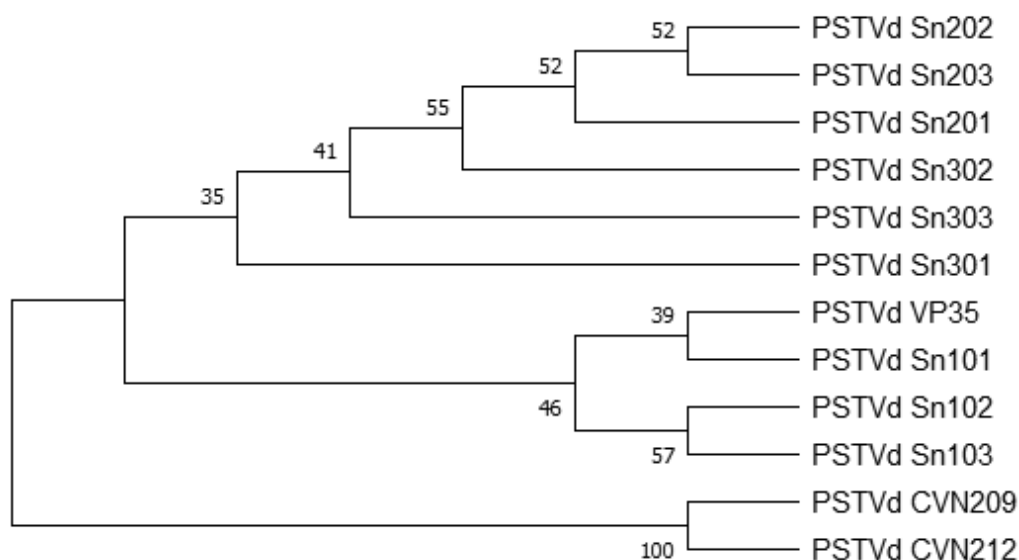 52
PSTVd Sn202
52
PSTVd Sn203
55
PSTVd Sn201
41
PSTVd Sn302
35
PSTVd Sn303
PSTVd Sn301
39
PSTVd VP35
PSTVd Sn101
46
PSTVd Sn102
57
PSTVd Sn103
PSTVd CVN209
100
PSTVd CVN212